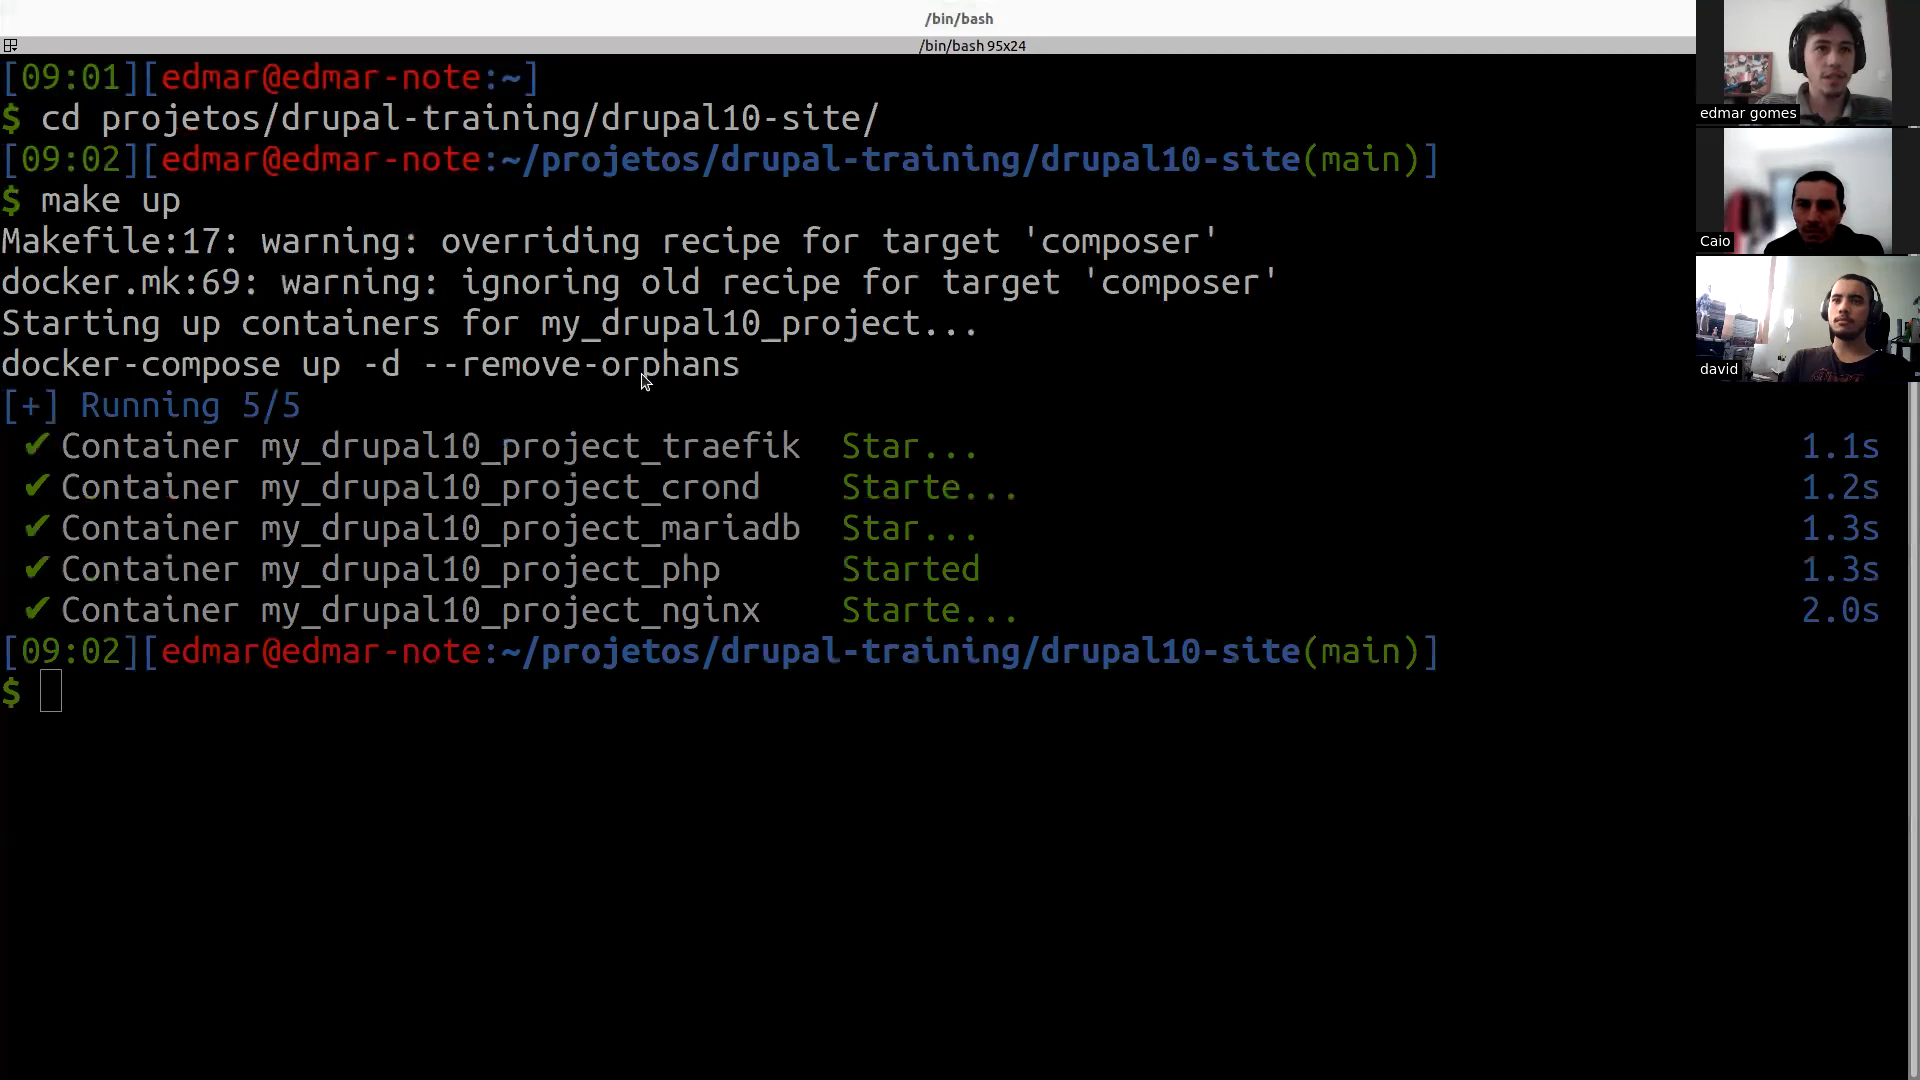 /bin/bash
/bin/bash 95x24
[09:01][edmar@edmar-note:~]
$ cd projetos/drupal-training/drupal10-site/
[09:02][edmar@edmar-note:~/projetos/drupal-training/drupal10-site(main)]
$ make up
Makefile:17: warning: overriding recipe for target 'composer'
docker.mk:69: warning: ignoring old recipe for target 'composer'
Starting up containers for my_drupal10_project...
docker-compose up -d --remove-orphans
[+] Running 5/5
✔ Container my_drupal10_project_traefik Star... 1.1s
✔ Container my_drupal10_project_crond Starte... 1.2s
✔ Container my_drupal10_project_mariadb Star... 1.3s
✔ Container my_drupal10_project_php Started 1.3s
✔ Container my_drupal10_project_nginx Starte... 2.0s
[09:02][edmar@edmar-note:~/projetos/drupal-training/drupal10-site(main)]
$
edmar gomes
Caio
david